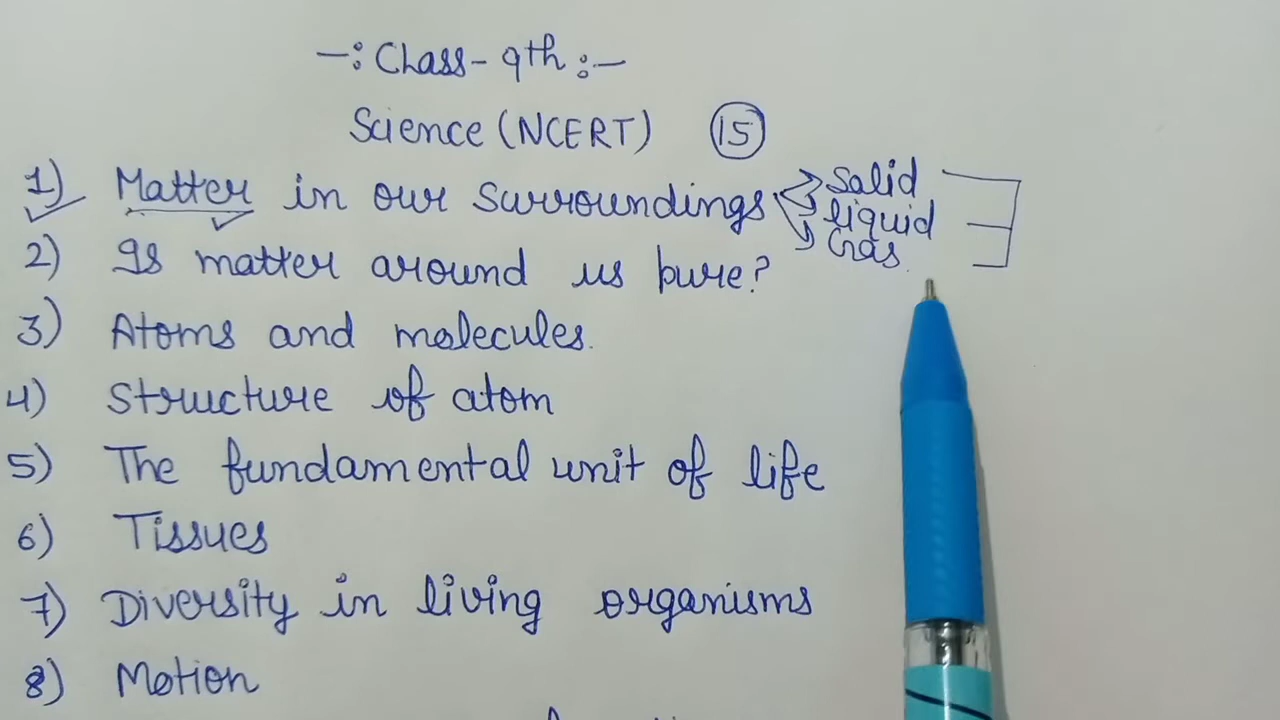 -: Class- 9th :-
Science (NCERT) 15
1) Matter in our surroundings
Salid
liquid
Gas.
2) Is matter around us pure?
3) Atoms and molecules.
4) Structure of atom
5) The fundamental unit of life
6) Tissues
7) Diversity in living organisms
8) Motion